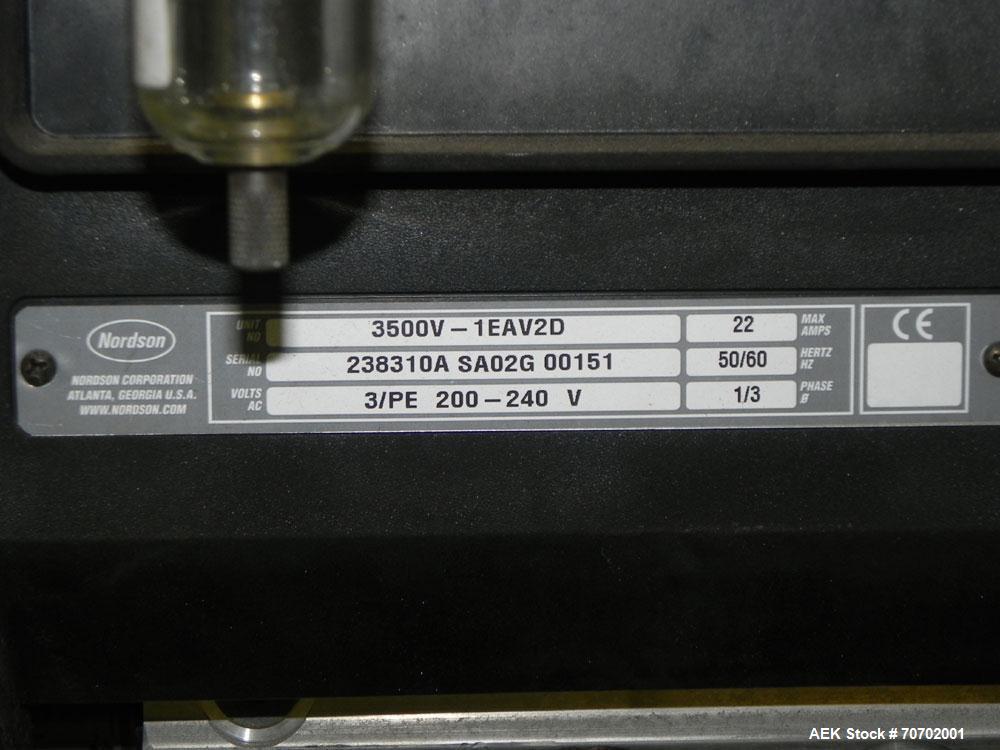 Nordson
NORDSON CORPORATION
ATLANTA, GEORGIA U.S.A.
WWW.NORDSON.COM
UNIT NO 3500V – 1EAV2D 22 MAX AMPS
SERIAL NO 238310A SA02G 00151 50/60 HERTZ HZ
VOLTS AC 3/PE 200 – 240 V 1/3 PHASE Ø
CE
AEK Stock # 70702001